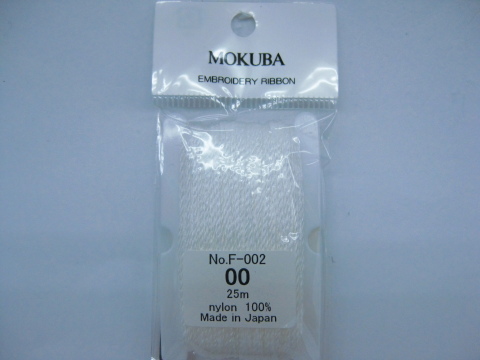 MOKUBA
EMBROIDERY RIBBON
No.F-002
00
25m
nylon 100%
Made in Japan